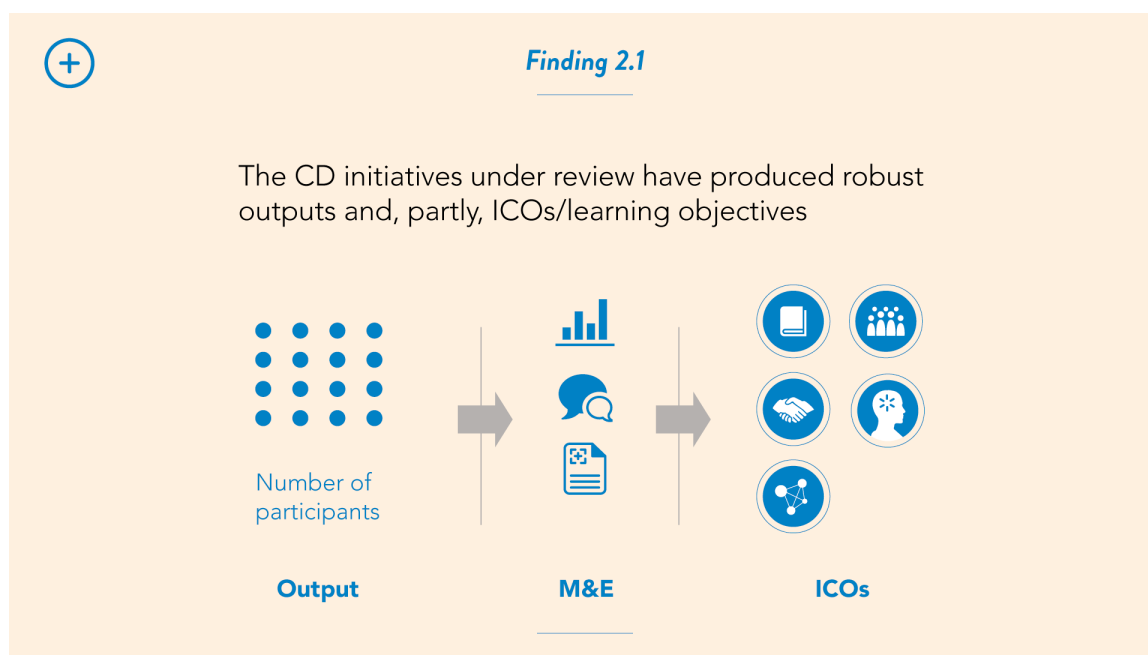 Finding 2.1
The CD initiatives under review have produced robust
outputs and, partly, ICOs/learning objectives
Number of
participants
Output
M&E
ICOs